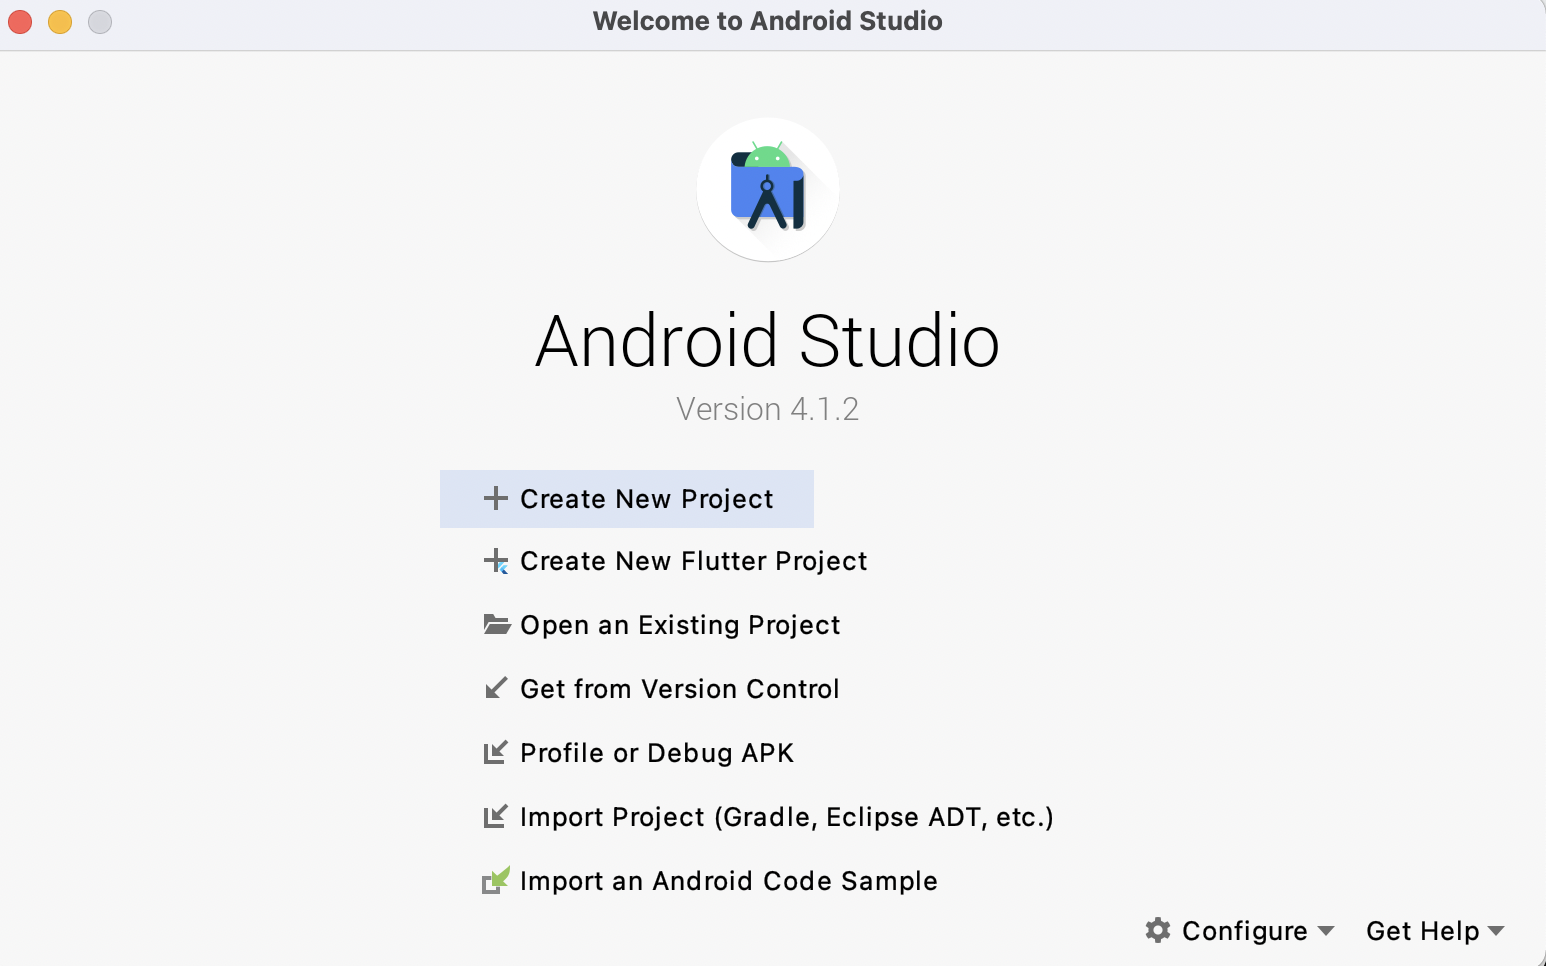 Welcome to Android Studio
Android Studio
Version 4.1.2
Create New Project
Create New Flutter Project
Open an Existing Project
Get from Version Control
Profile or Debug APK
Import Project (Gradle, Eclipse ADT, etc.)
Import an Android Code Sample
Configure Get Help